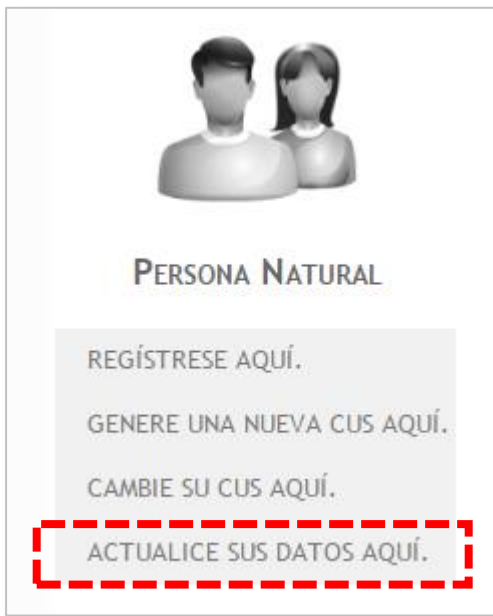 PERSONA NATURAL
REGÍSTRESE AQUÍ.
GENERE UNA NUEVA CUS AQUÍ.
CAMBIE SU CUS AQUÍ.
ACTUALICE SUS DATOS AQUÍ.